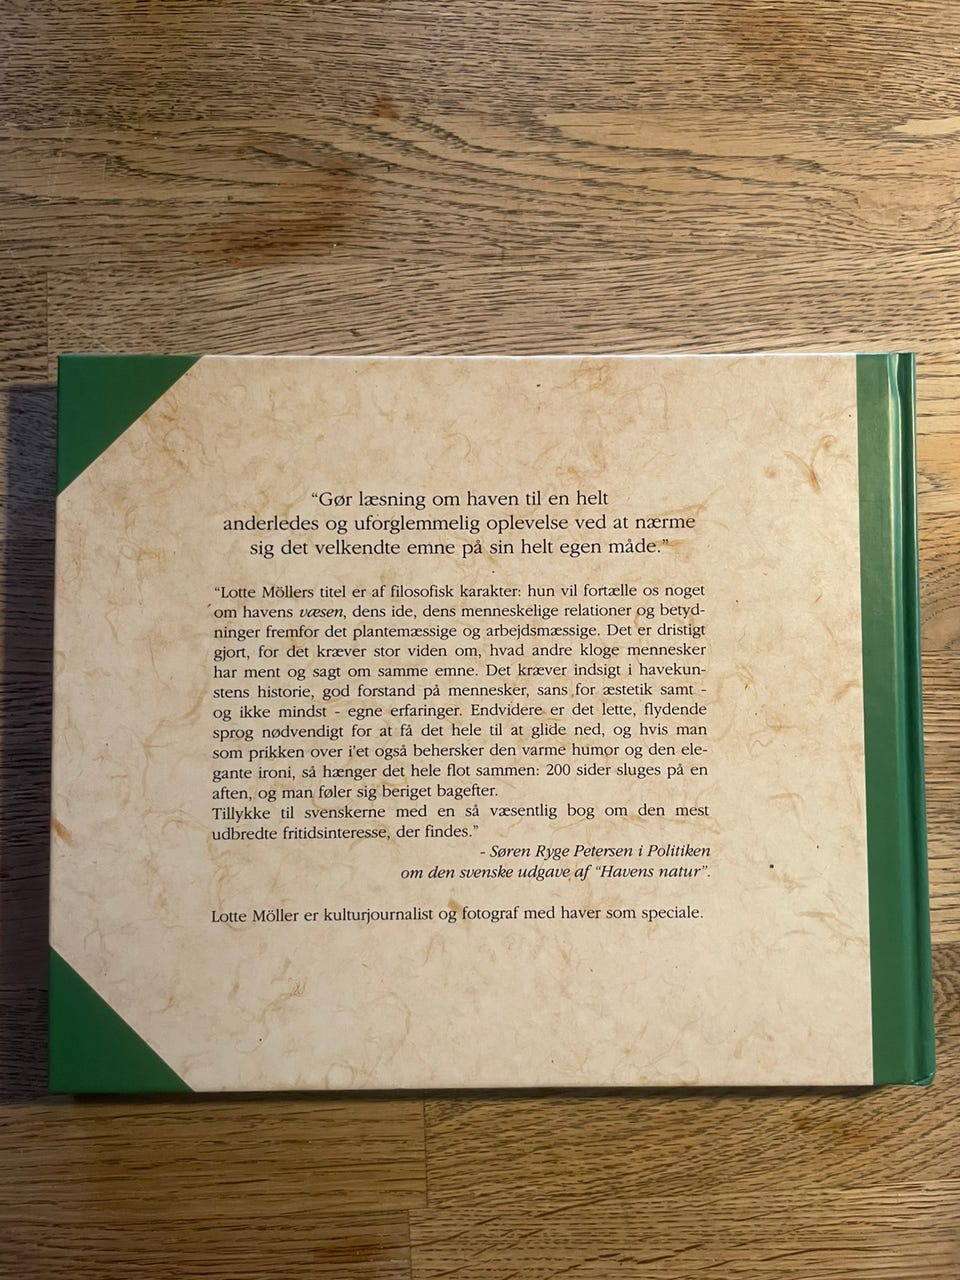 “Gør læsning om haven til en helt
anderledes og uforglemmelig oplevelse ved at nærme
sig det velkendte emne på sin helt egen måde.”
“Lotte Möllers titel er af filosofisk karakter: hun vil fortælle os noget
om havens væsen, dens ide, dens menneskelige relationer og betyd-
ninger fremfor det plantemæssige og arbejdsmæssige. Det er dristigt
gjort, for det kræver stor viden om, hvad andre kloge mennesker
har ment og sagt om samme emne. Det kræver indsigt i havekun-
stens historie, god forstand på mennesker, sans for æstetik samt -
og ikke mindst - egne erfaringer. Endvidere er det lette, flydende
sprog nødvendigt for at få det hele til at glide ned, og hvis man
som prikken over i’et også behersker den varme humor og den ele-
gante ironi, så hænger det hele flot sammen: 200 sider sluges på en
aften, og man føler sig beriget bagefter.
Tillykke til svenskerne med en så væsentlig bog om den mest
udbredte fritidsinteresse, der findes.”
- Søren Ryge Petersen i Politiken
om den svenske udgave af “Havens natur”.
Lotte Möller er kulturjournalist og fotograf med haver som speciale.